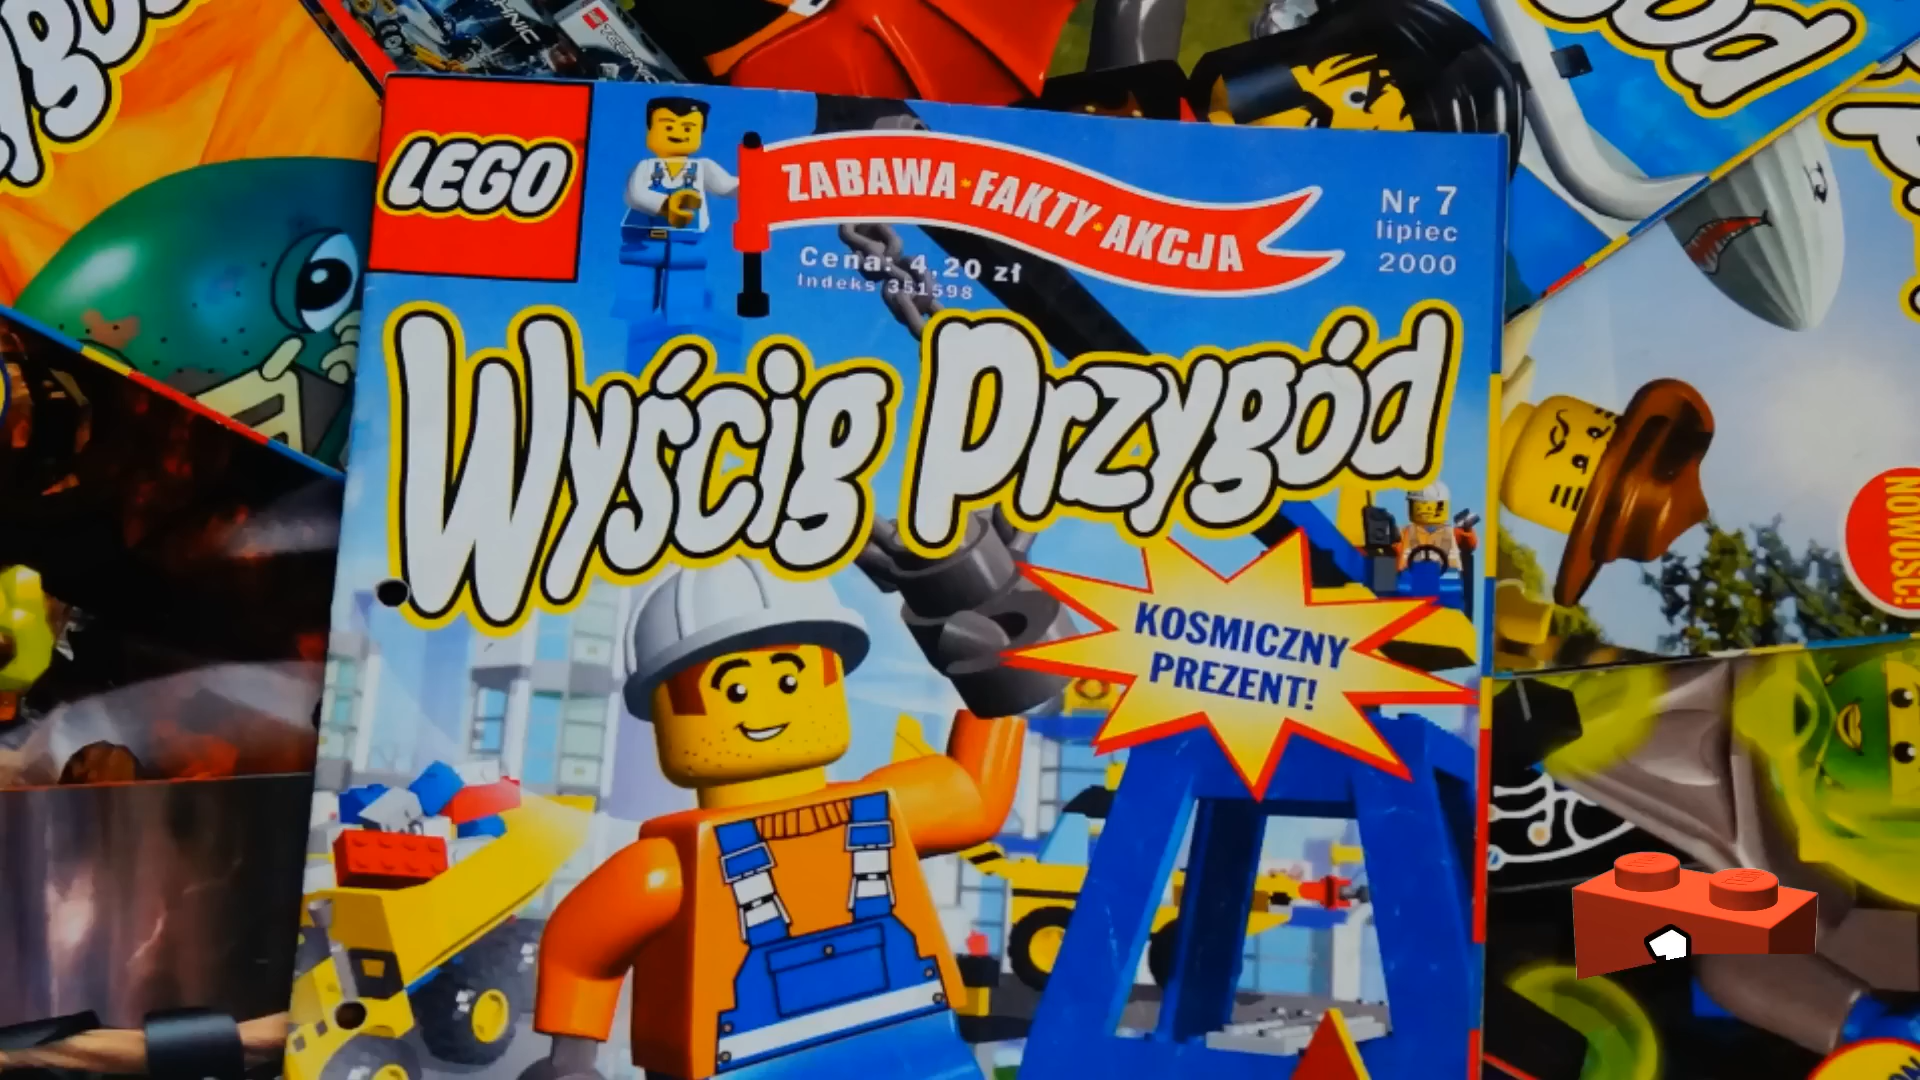 LEGO
ZABAWA·FAKTY·AKCJA
Nr 7
lipiec
2000
Cena: 4,20 zł
Indeks 351598
Wyścig Przygód
KOSMICZNY
PREZENT!
NOWOŚĆ!